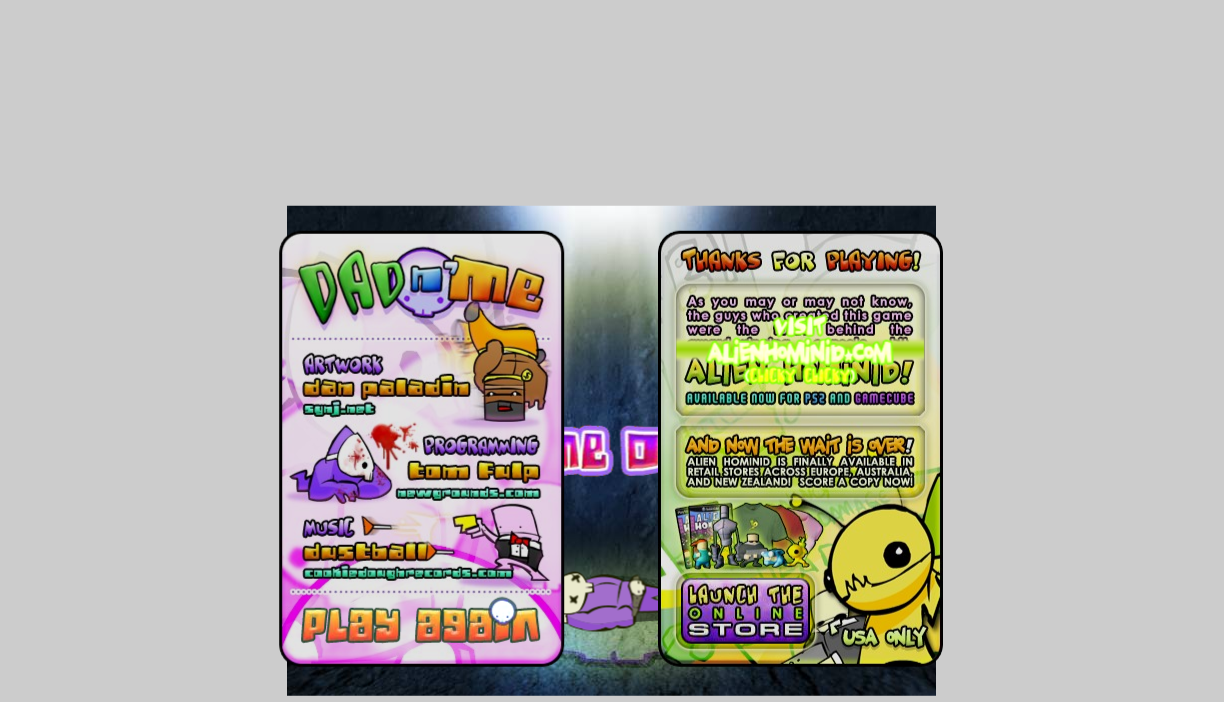 DAD n' ME
ARTWORK
dan paladin
synj.net
PROGRAMMING
tom fulp
newgrounds.com
MUSIC
dustball
cookiedoughrecords.com
PLAY AGAIN
ME O
THANKS FOR PLAYING!
As you may or may not know,
the guys who created this game
were the behind the
VISIT
ALIENHOMINID.COM
(CLICKY CLICKY)
ALIEN HOMINID!
AVAILABLE NOW FOR PS2 AND GAMECUBE
AND NOW THE WAIT IS OVER!
ALIEN HOMINID IS FINALLY AVAILABLE IN
RETAIL STORES ACROSS EUROPE, AUSTRALIA,
AND NEW ZEALAND! SCORE A COPY NOW!
LAUNCH THE
ONLINE
STORE
USA ONLY